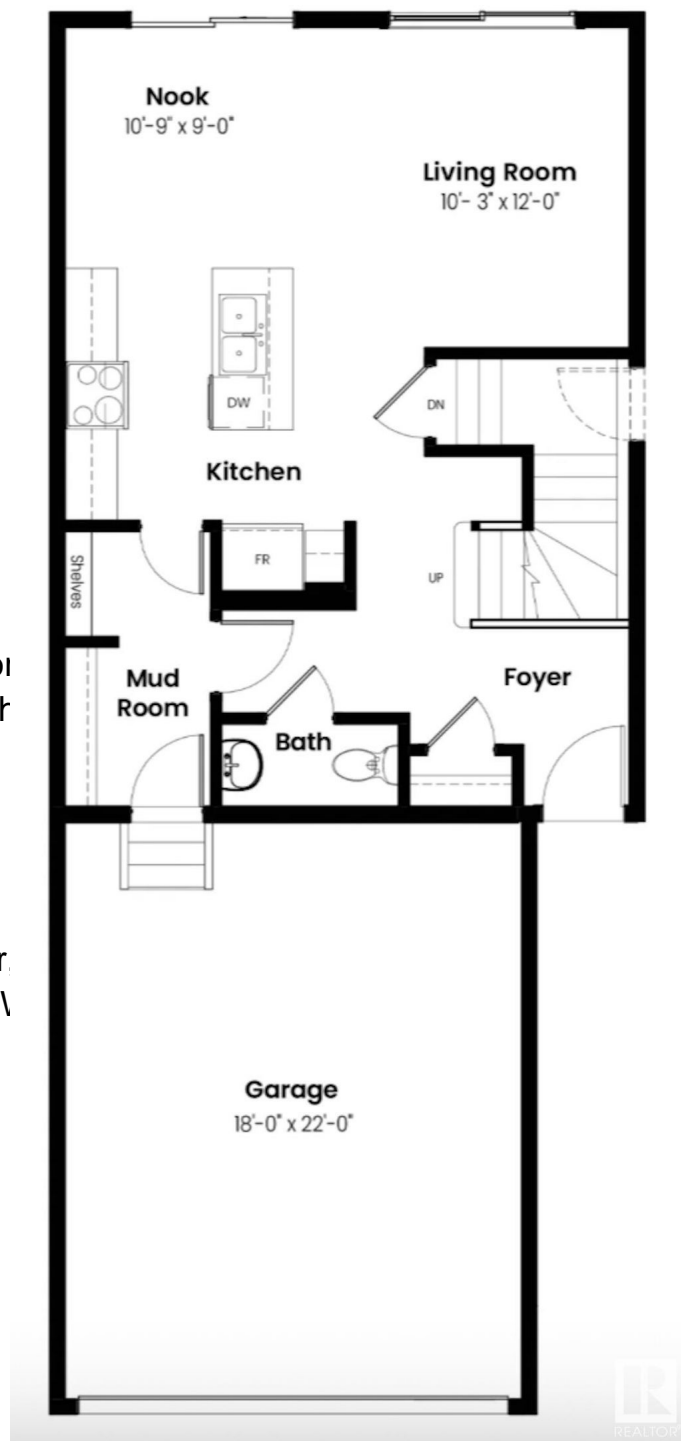 Nook
10'-9" x 9'-0"
Living Room
10'- 3" x 12'-0"
DW
DN
Kitchen
FR
UP
Shelves
Mud
Room
Foyer
Bath
Garage
18'-0" x 22'-0"
REALTOR